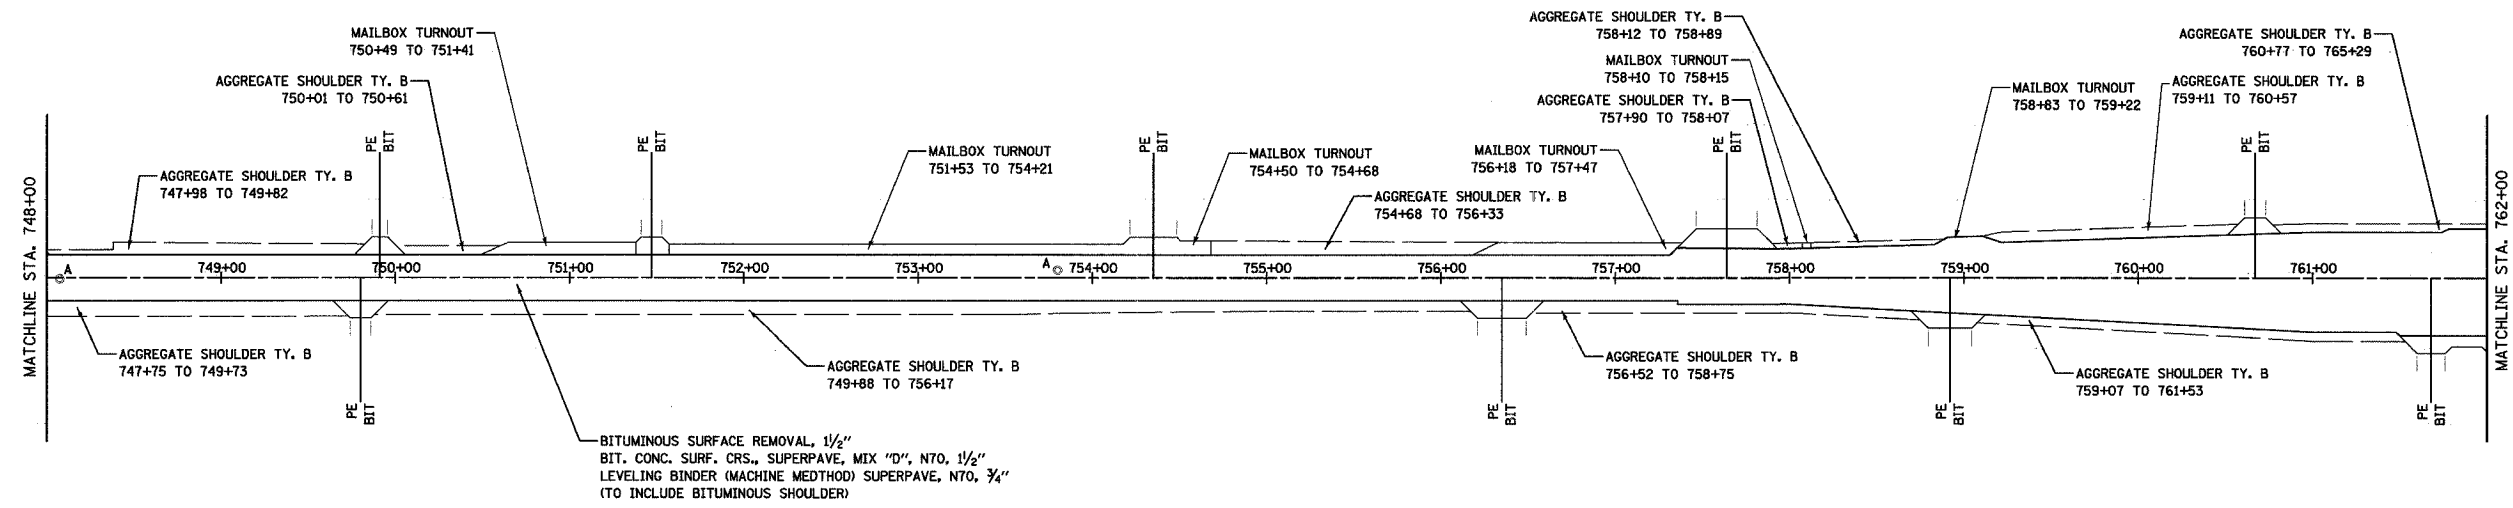 MAILBOX TURNOUT
750+49 TO 751+41
AGGREGATE SHOULDER TY. B
750+01 TO 750+61
AGGREGATE SHOULDER TY. B
747+98 TO 749+82
MAILBOX TURNOUT
751+53 TO 754+21
MAILBOX TURNOUT
754+50 TO 754+68
AGGREGATE SHOULDER TY. B
754+68 TO 756+33
MAILBOX TURNOUT
756+18 TO 757+47
AGGREGATE SHOULDER TY. B
758+12 TO 758+89
MAILBOX TURNOUT
758+10 TO 758+15
AGGREGATE SHOULDER TY. B
757+90 TO 758+07
MAILBOX TURNOUT
758+83 TO 759+22
AGGREGATE SHOULDER TY. B
759+11 TO 760+57
AGGREGATE SHOULDER TY. B
760+77 TO 765+29
PE
BIT
PE
BIT
PE
BIT
PE
BIT
PE
BIT
MATCHLINE STA. 748+00
A
749+00
750+00
751+00
752+00
753+00
A
754+00
755+00
756+00
757+00
758+00
759+00
760+00
761+00
MATCHLINE STA. 762+00
AGGREGATE SHOULDER TY. B
747+75 TO 749+73
AGGREGATE SHOULDER TY. B
749+88 TO 756+17
AGGREGATE SHOULDER TY. B
756+52 TO 758+75
AGGREGATE SHOULDER TY. B
759+07 TO 761+53
PE
BIT
PE
BIT
PE
BIT
PE
BIT
BITUMINOUS SURFACE REMOVAL, 1½"
BIT. CONC. SURF. CRS., SUPERPAVE, MIX "D", N70, 1½"
LEVELING BINDER (MACHINE MEDTHOD) SUPERPAVE, N70, ¾"
(TO INCLUDE BITUMINOUS SHOULDER)